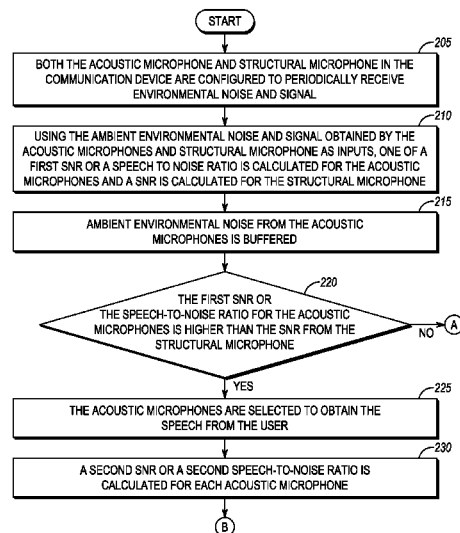 START
205
BOTH THE ACOUSTIC MICROPHONE AND STRUCTURAL MICROPHONE IN THE
COMMUNICATION DEVICE ARE CONFIGURED TO PERIODICALLY RECEIVE
ENVIRONMENTAL NOISE AND SIGNAL
210
USING THE AMBIENT ENVIRONMENTAL NOISE AND SIGNAL OBTAINED BY THE
ACOUSTIC MICROPHONES AND STRUCTURAL MICROPHONE AS INPUTS, ONE OF A
FIRST SNR OR A SPEECH TO NOISE RATIO IS CALCULATED FOR THE ACOUSTIC
MICROPHONES AND A SNR IS CALCULATED FOR THE STRUCTURAL MICROPHONE
215
AMBIENT ENVIRONMENTAL NOISE FROM THE ACOUSTIC
MICROPHONES IS BUFFERED
220
THE FIRST SNR OR
THE SPEECH-TO-NOISE RATIO FOR THE ACOUSTIC
MICROPHONES IS HIGHER THAN THE SNR FROM THE
STRUCTURAL MICROPHONE
NO
A
YES
225
THE ACOUSTIC MICROPHONES ARE SELECTED TO OBTAIN THE
SPEECH FROM THE USER
230
A SECOND SNR OR A SECOND SPEECH-TO-NOISE RATIO IS
CALCULATED FOR EACH ACOUSTIC MICROPHONE
B